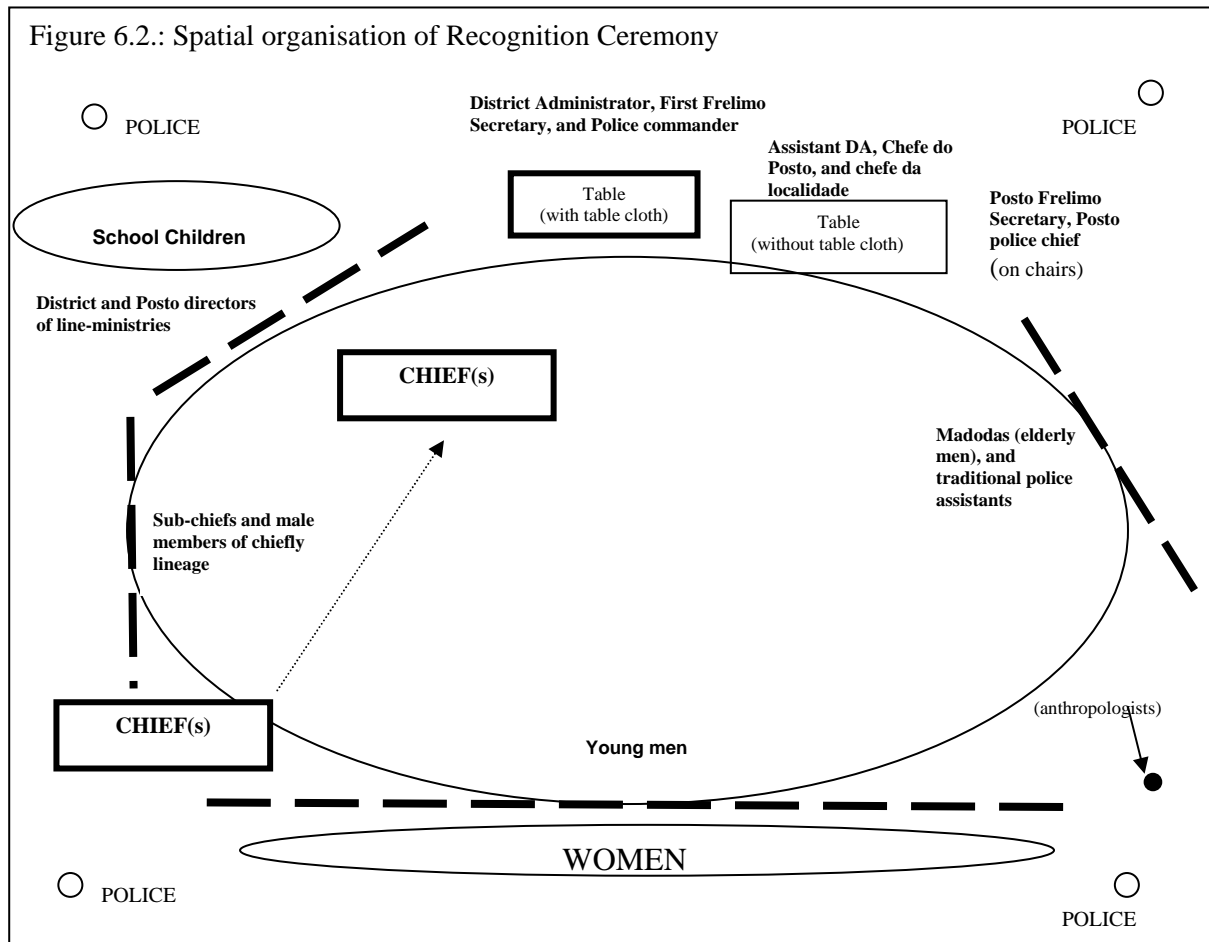 Figure 6.2.: Spatial organisation of Recognition Ceremony
POLICE
District Administrator, First Frelimo
Secretary, and Police commander
POLICE
Assistant DA, Chefe do
Posto, and chefe da
localidade
Table
(with table cloth)
Table
(without table cloth)
Posto Frelimo
Secretary, Posto
police chief
(on chairs)
School Children
District and Posto directors
of line-ministries
CHIEF(s)
Madodas (elderly
men), and
traditional police
assistants
Sub-chiefs and male
members of chiefly
lineage
CHIEF(s)
(anthropologists)
Young men
WOMEN
POLICE
POLICE